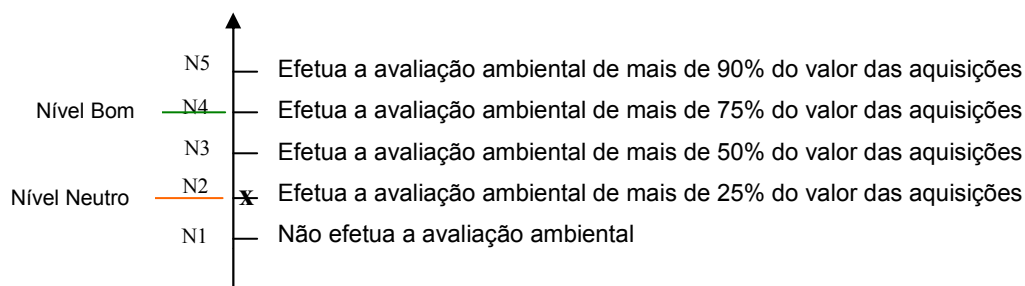 N5 Efetua a avaliação ambiental de mais de 90% do valor das aquisições
Nível Bom N4 Efetua a avaliação ambiental de mais de 75% do valor das aquisições
N3 Efetua a avaliação ambiental de mais de 50% do valor das aquisições
Nível Neutro N2 x Efetua a avaliação ambiental de mais de 25% do valor das aquisições
N1 Não efetua a avaliação ambiental